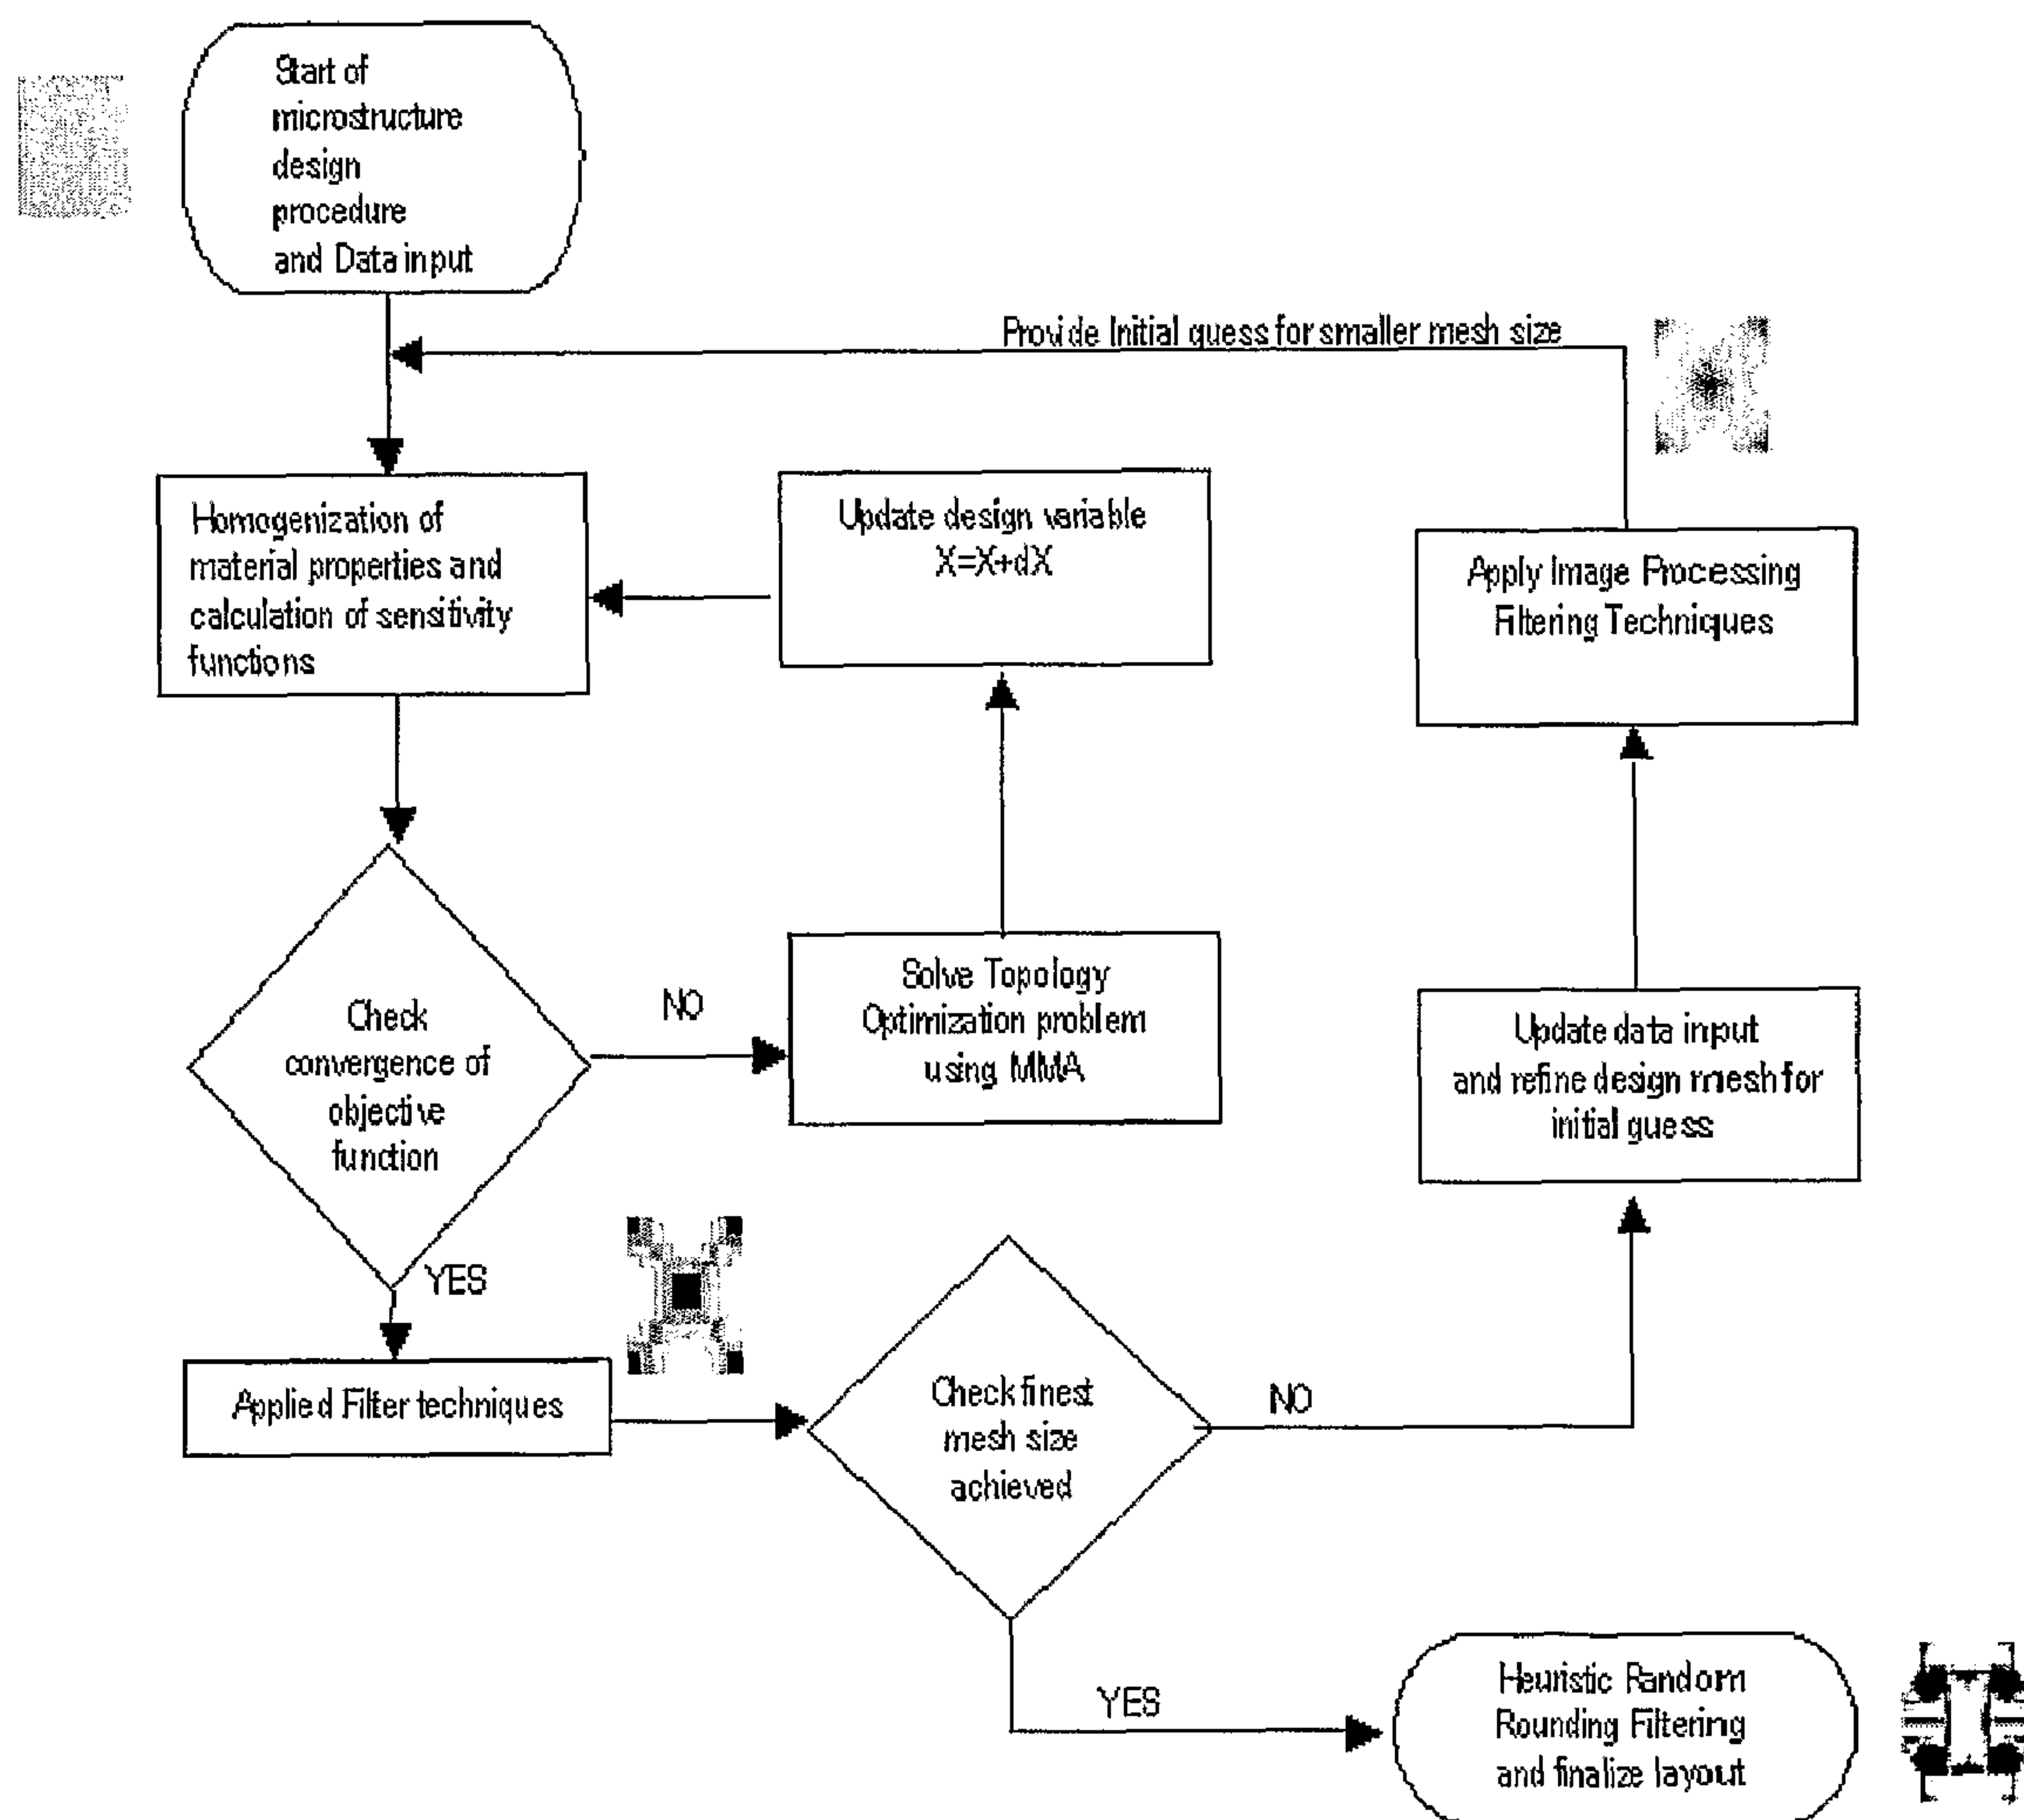 Start of
microstructure
design
procedure
and Data input
Provide Initial guess for smaller mesh size
Homogenization of
material properties and
calculation of sensitivity
functions
Update design variable
X=X+dX
Apply Image Processing
Filtering Techniques
Check
convergence of
objective
function
NO
Solve Topology
Optimization problem
using MMA
Update data input
and refine design mesh for
initial guess
YES
Applied Filter techniques
Check finest
mesh size
achieved
NO
YES
Heuristic Random
Rounding Filtering
and finalize layout